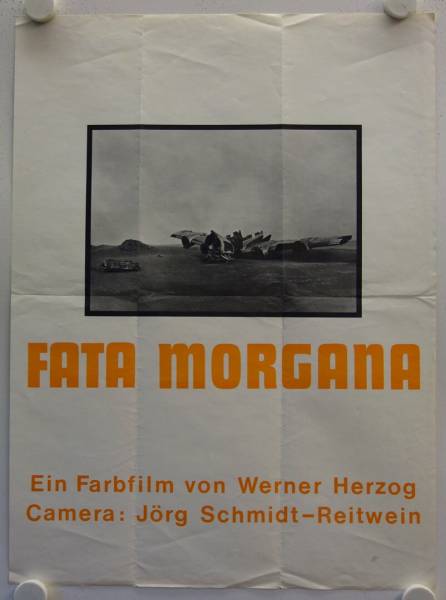 FATA MORGANA
Ein Farbfilm von Werner Herzog
Camera: Jörg Schmidt-Reitwein